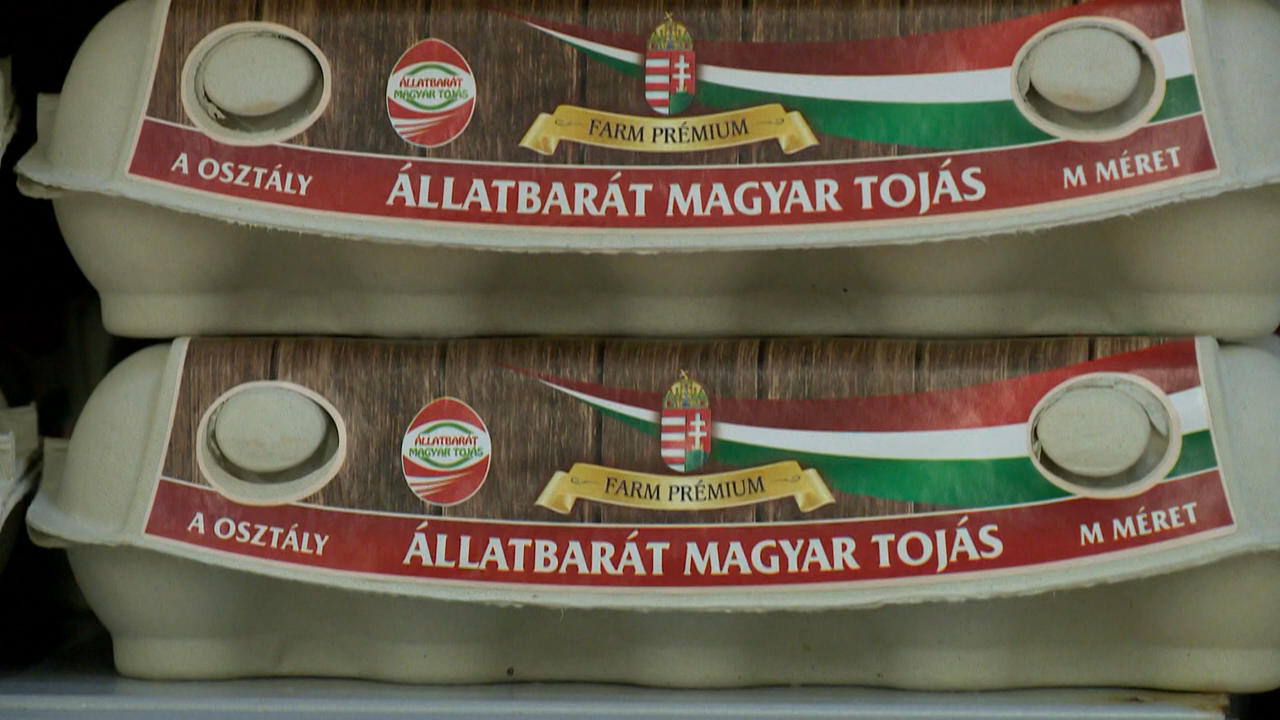 ÁLLATBARÁT
MAGYAR TOJÁS
FARM PRÉMIUM
A OSZTÁLY
ÁLLATBARÁT MAGYAR TOJÁS
M MÉRET
ÁLLATBARÁT
MAGYAR TOJÁS
FARM PRÉMIUM
A OSZTÁLY
ÁLLATBARÁT MAGYAR TOJÁS
M MÉRET